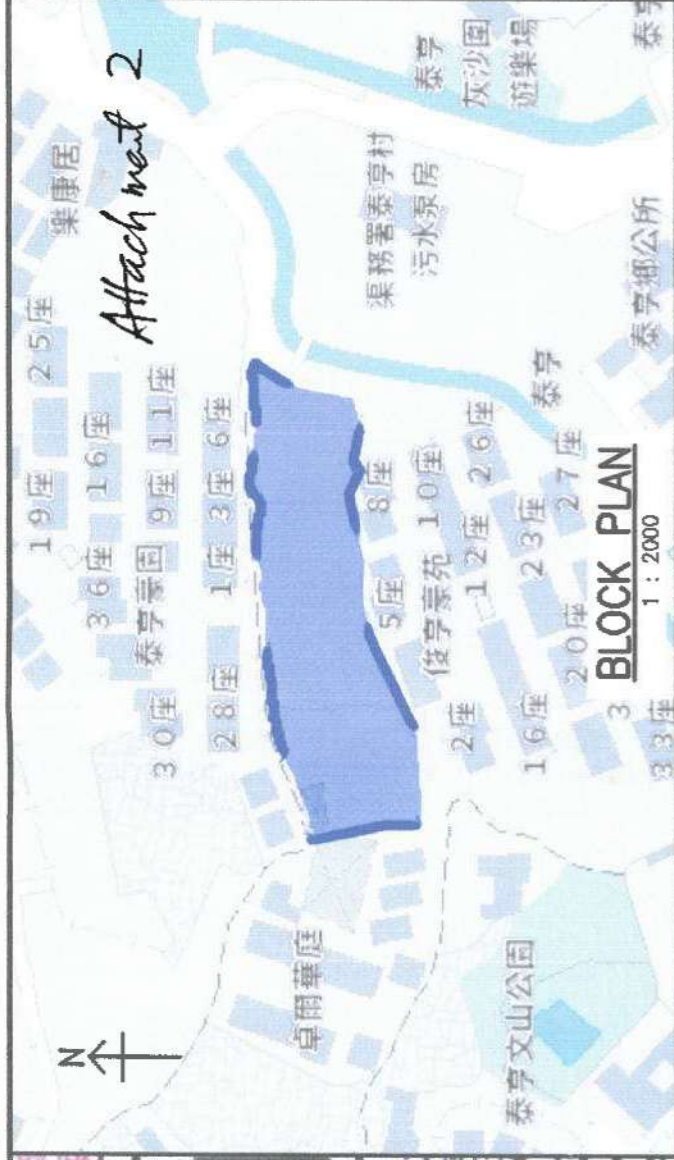 19座
25座
樂康居
Attachment 2
36座
16座
泰亨豪園
9座
11座
30座
28座
1座
3座
6座
N
卓爾華庭
泰亨
灰沙圍
遊樂場
渠務署泰亨村
污水泵房
5座
8座
俊亨豪苑
10座
2座
12座
26座
泰亨
16座
23座
27座
20座
泰亨鄉公所
泰亨文山公園
3
33座
BLOCK PLAN
1 : 2000